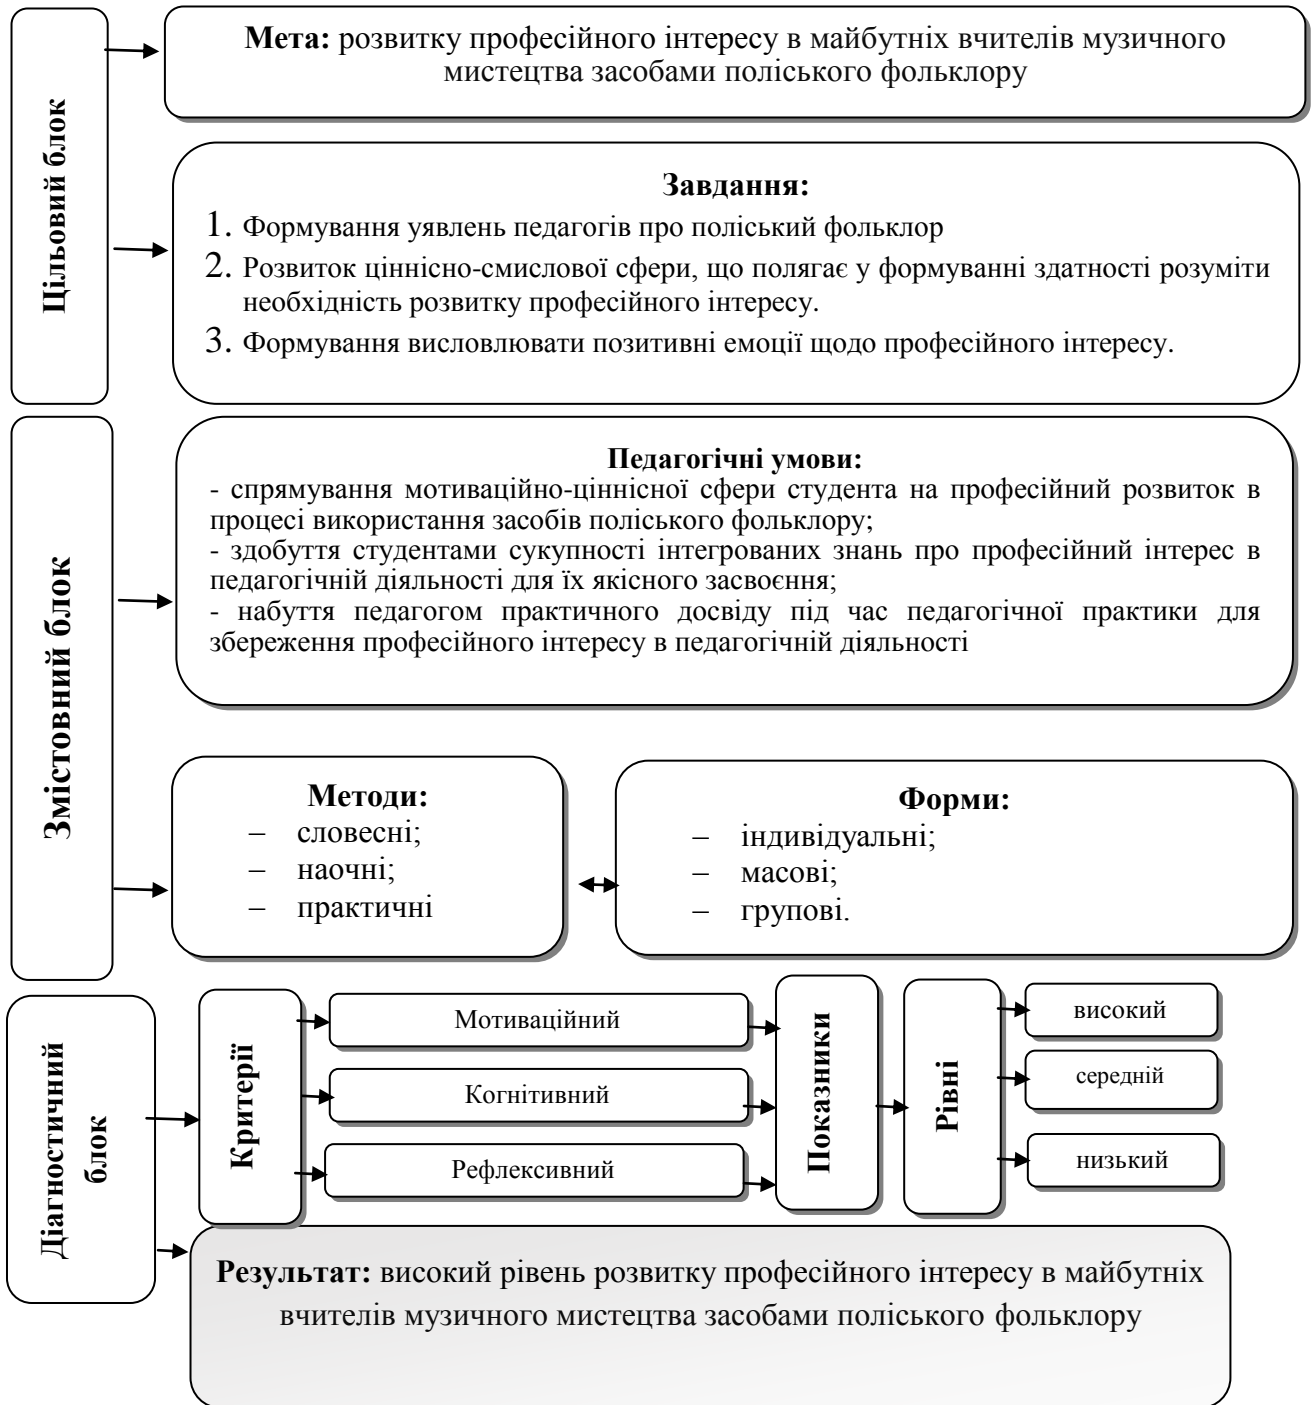 Цільовий блок
Мета: розвитку професійного інтересу в майбутніх вчителів музичного
мистецтва засобами поліського фольклору
Завдання:
1. Формування уявлень педагогів про поліський фольклор
2. Розвиток ціннісно-смислової сфери, що полягає у формуванні здатності розуміти
необхідність розвитку професійного інтересу.
3. Формування висловлювати позитивні емоції щодо професійного інтересу.
Змістовний блок
Педагогічні умови:
- спрямування мотиваційно-ціннісної сфери студента на професійний розвиток в
процесі використання засобів поліського фольклору;
- здобуття студентами сукупності інтегрованих знань про професійний інтерес в
педагогічній діяльності для їх якісного засвоєння;
- набуття педагогом практичного досвіду під час педагогічної практики для
збереження професійного інтересу в педагогічній діяльності
Методи:
– словесні;
– наочні;
– практичні
Форми:
– індивідуальні;
– масові;
– групові.
Діагностичний
блок
Критерії
Мотиваційний
Когнітивний
Рефлексивний
Показники
Рівні
високий
середній
низький
Результат: високий рівень розвитку професійного інтересу в майбутніх
вчителів музичного мистецтва засобами поліського фольклору